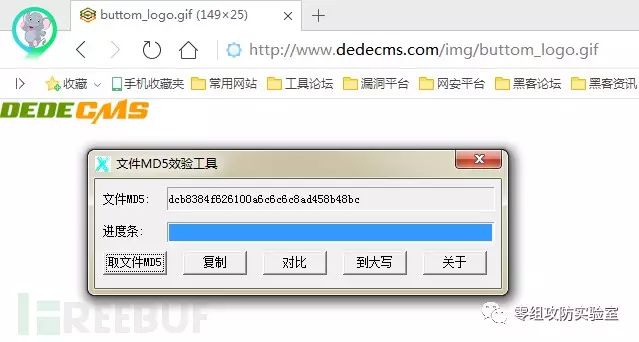 buttom_logo.gif (149×25)
http://www.dedecms.com/img/buttom_logo.gif
收藏 手机收藏夹 常用网站 工具论坛 漏洞平台 网安平台 黑客论坛 黑客资讯
DEDECMS
文件MD5效验工具
文件MD5: dcb8384f626100a6c6c6c8ad458b48bc
进度条:
取文件MD5 复制 对比 到大写 关于
零组攻防实验室
FREEBUF